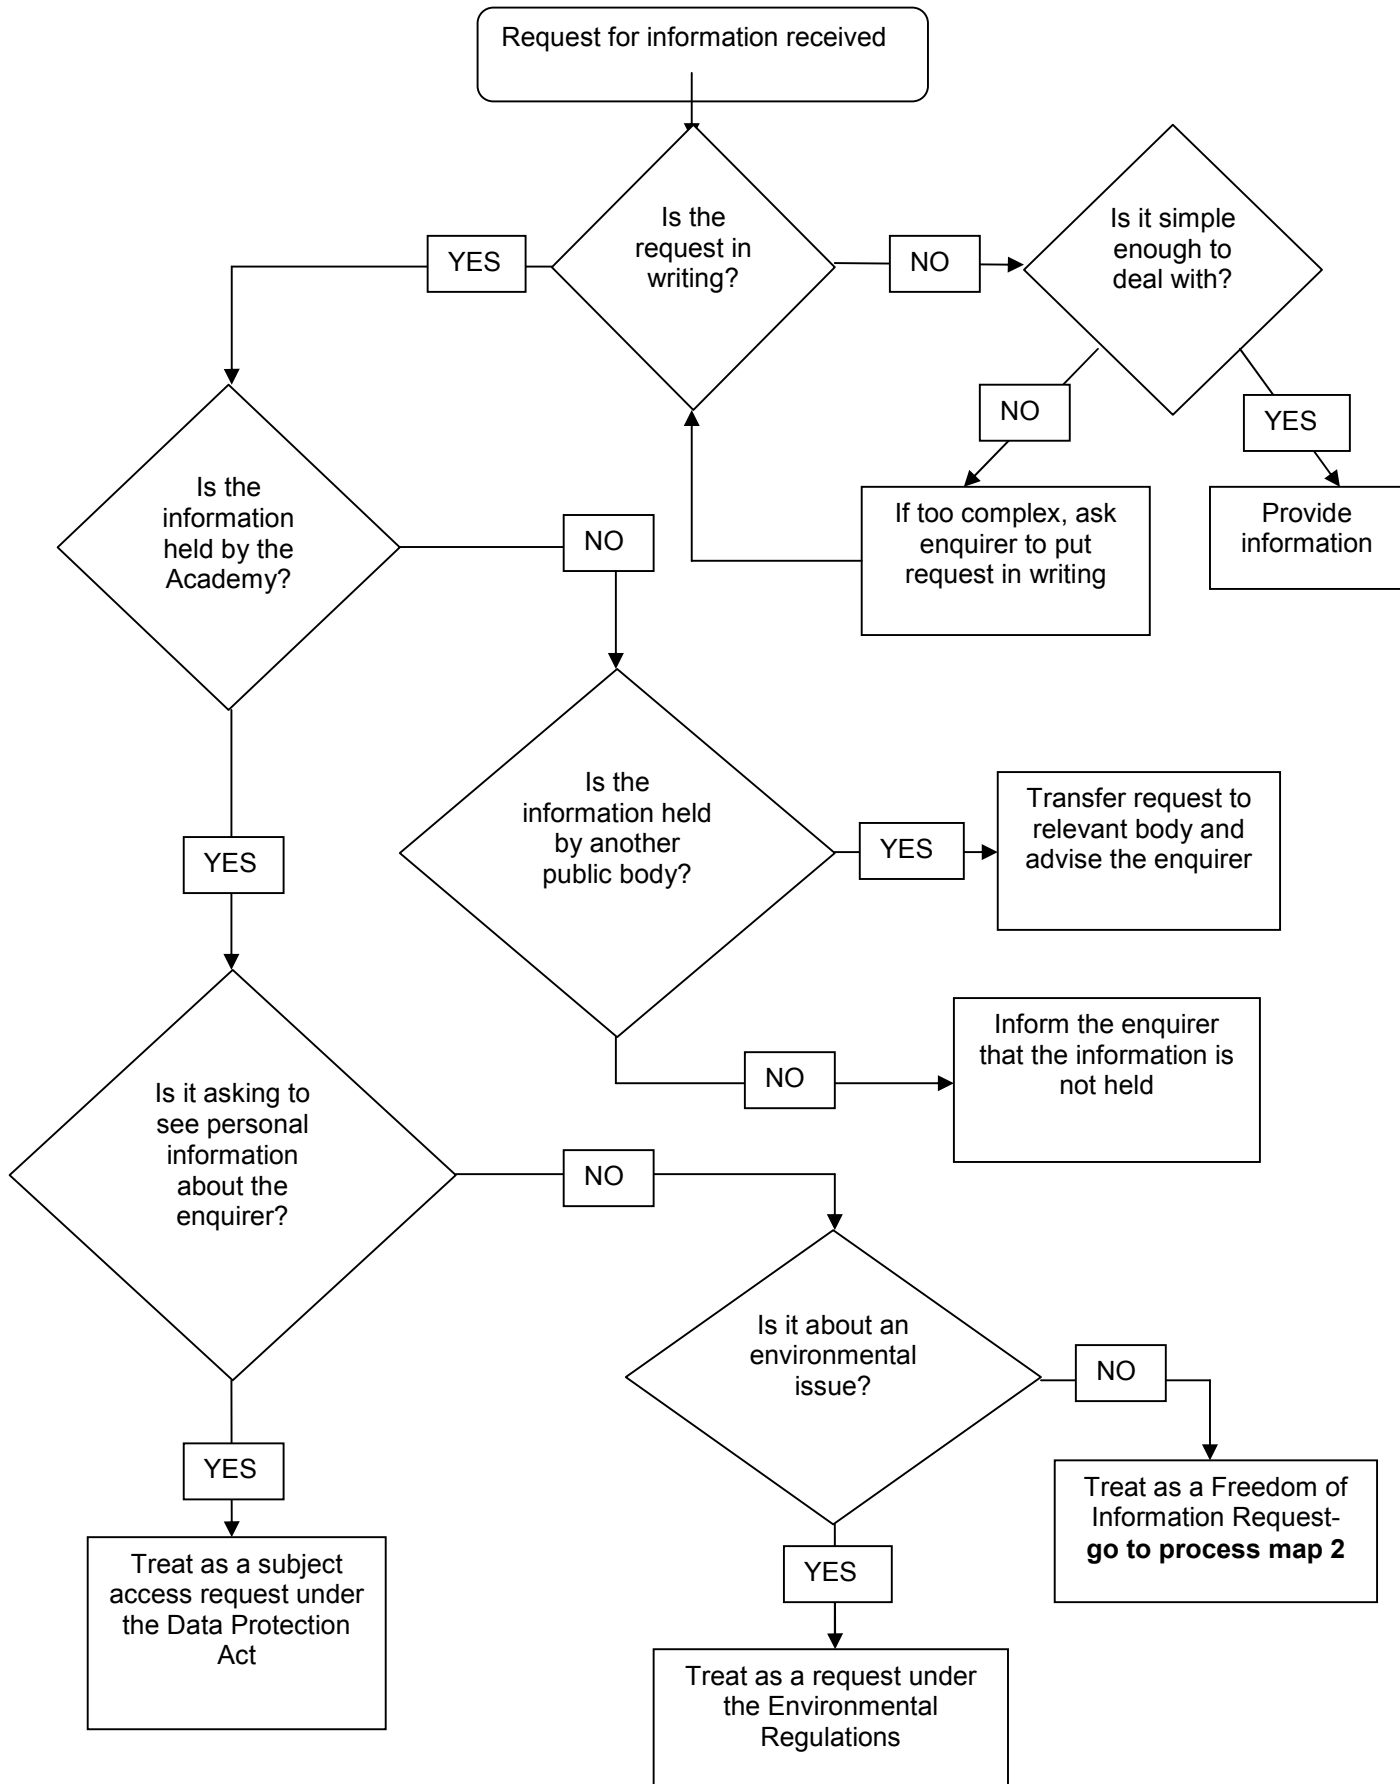 Request for information received
Is the
request in
writing?
YES
NO
Is it simple
enough to
deal with?
NO
YES
If too complex, ask
enquirer to put
request in writing
Provide
information
Is the
information
held by the
Academy?
NO
YES
Is the
information held
by another
public body?
YES
Transfer request to
relevant body and
advise the enquirer
NO
Inform the enquirer
that the information is
not held
Is it asking to
see personal
information
about the
enquirer?
NO
YES
Treat as a subject
access request under
the Data Protection
Act
Is it about an
environmental
issue?
NO
Treat as a Freedom of
Information Request-
go to process map 2
YES
Treat as a request under
the Environmental
Regulations